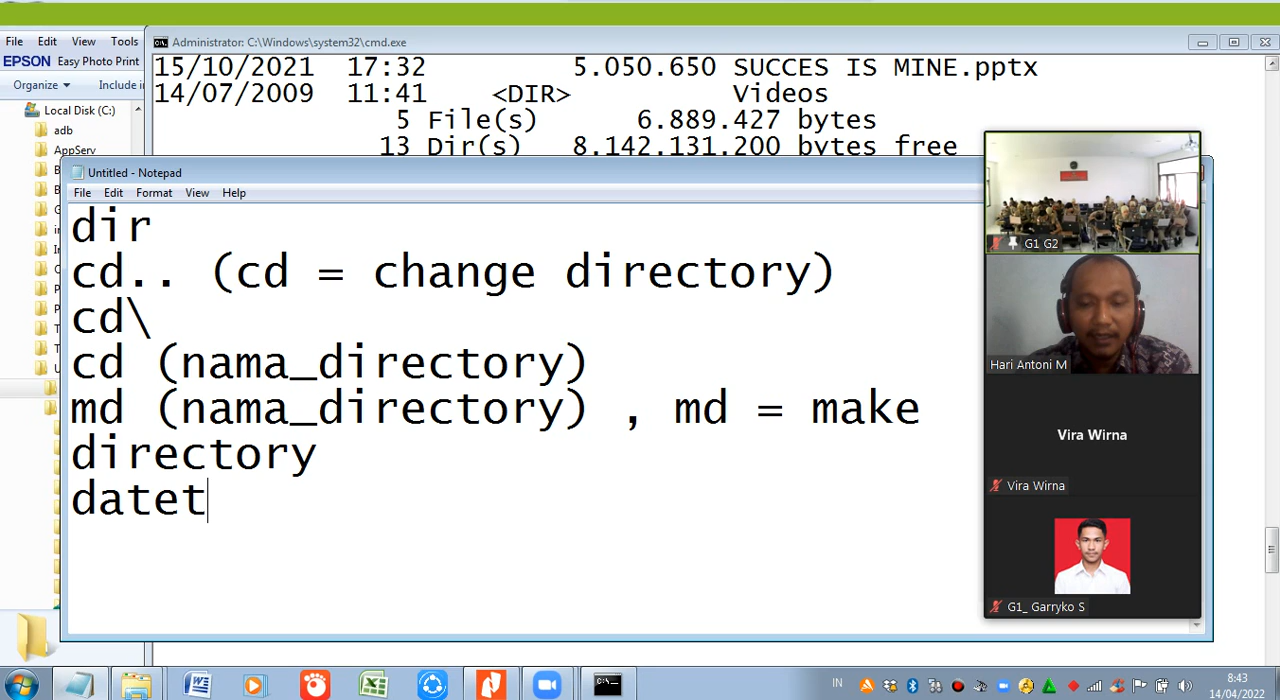 File Edit View Tools
EPSON Easy Photo Print
Organize Include in
Local Disk (C:)
adb
AppServ
Administrator: C:\Windows\system32\cmd.exe
15/10/2021 17:32 5.050.650 SUCCES IS MINE.pptx
14/07/2009 11:41 <DIR> Videos
5 File(s) 6.889.427 bytes
13 Dir(s) 8.142.131.200 bytes free
Untitled - Notepad
File Edit Format View Help
dir
cd.. (cd = change directory)
cd\
cd (nama_directory)
md (nama_directory) , md = make
directory
datet
G1 G2
Hari Antoni M
Vira Wirna
Vira Wirna
G1_ Garryko S
IN
8:43
14/04/2022